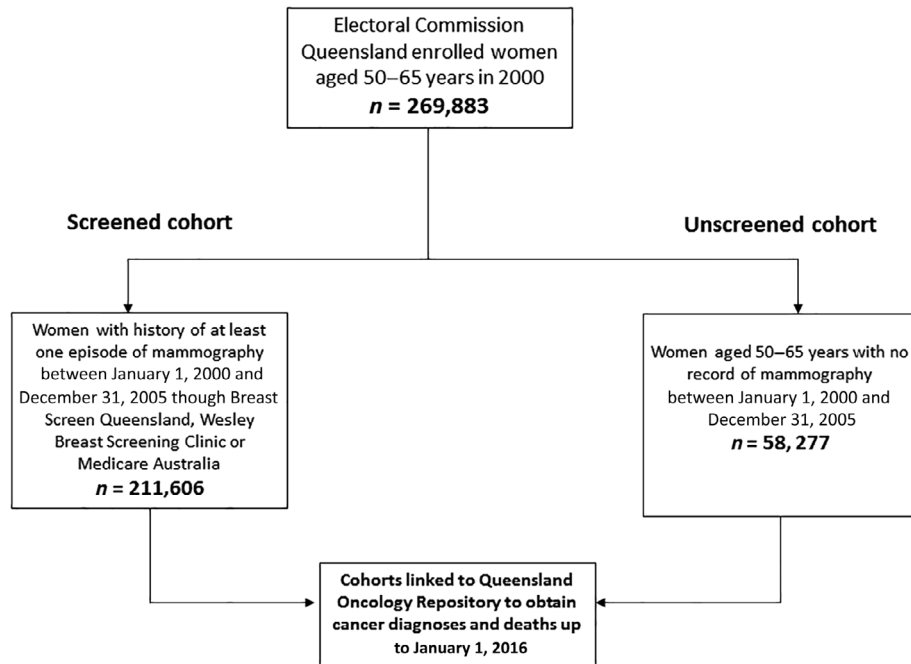 Electoral Commission
Queensland enrolled women
aged 50–65 years in 2000
n = 269,883
Screened cohort
Unscreened cohort
Women with history of at least
one episode of mammography
between January 1, 2000 and
December 31, 2005 though Breast
Screen Queensland, Wesley
Breast Screening Clinic or
Medicare Australia
n = 211,606
Women aged 50–65 years with no
record of mammography
between January 1, 2000 and
December 31, 2005
n = 58, 277
Cohorts linked to Queensland
Oncology Repository to obtain
cancer diagnoses and deaths up
to January 1, 2016